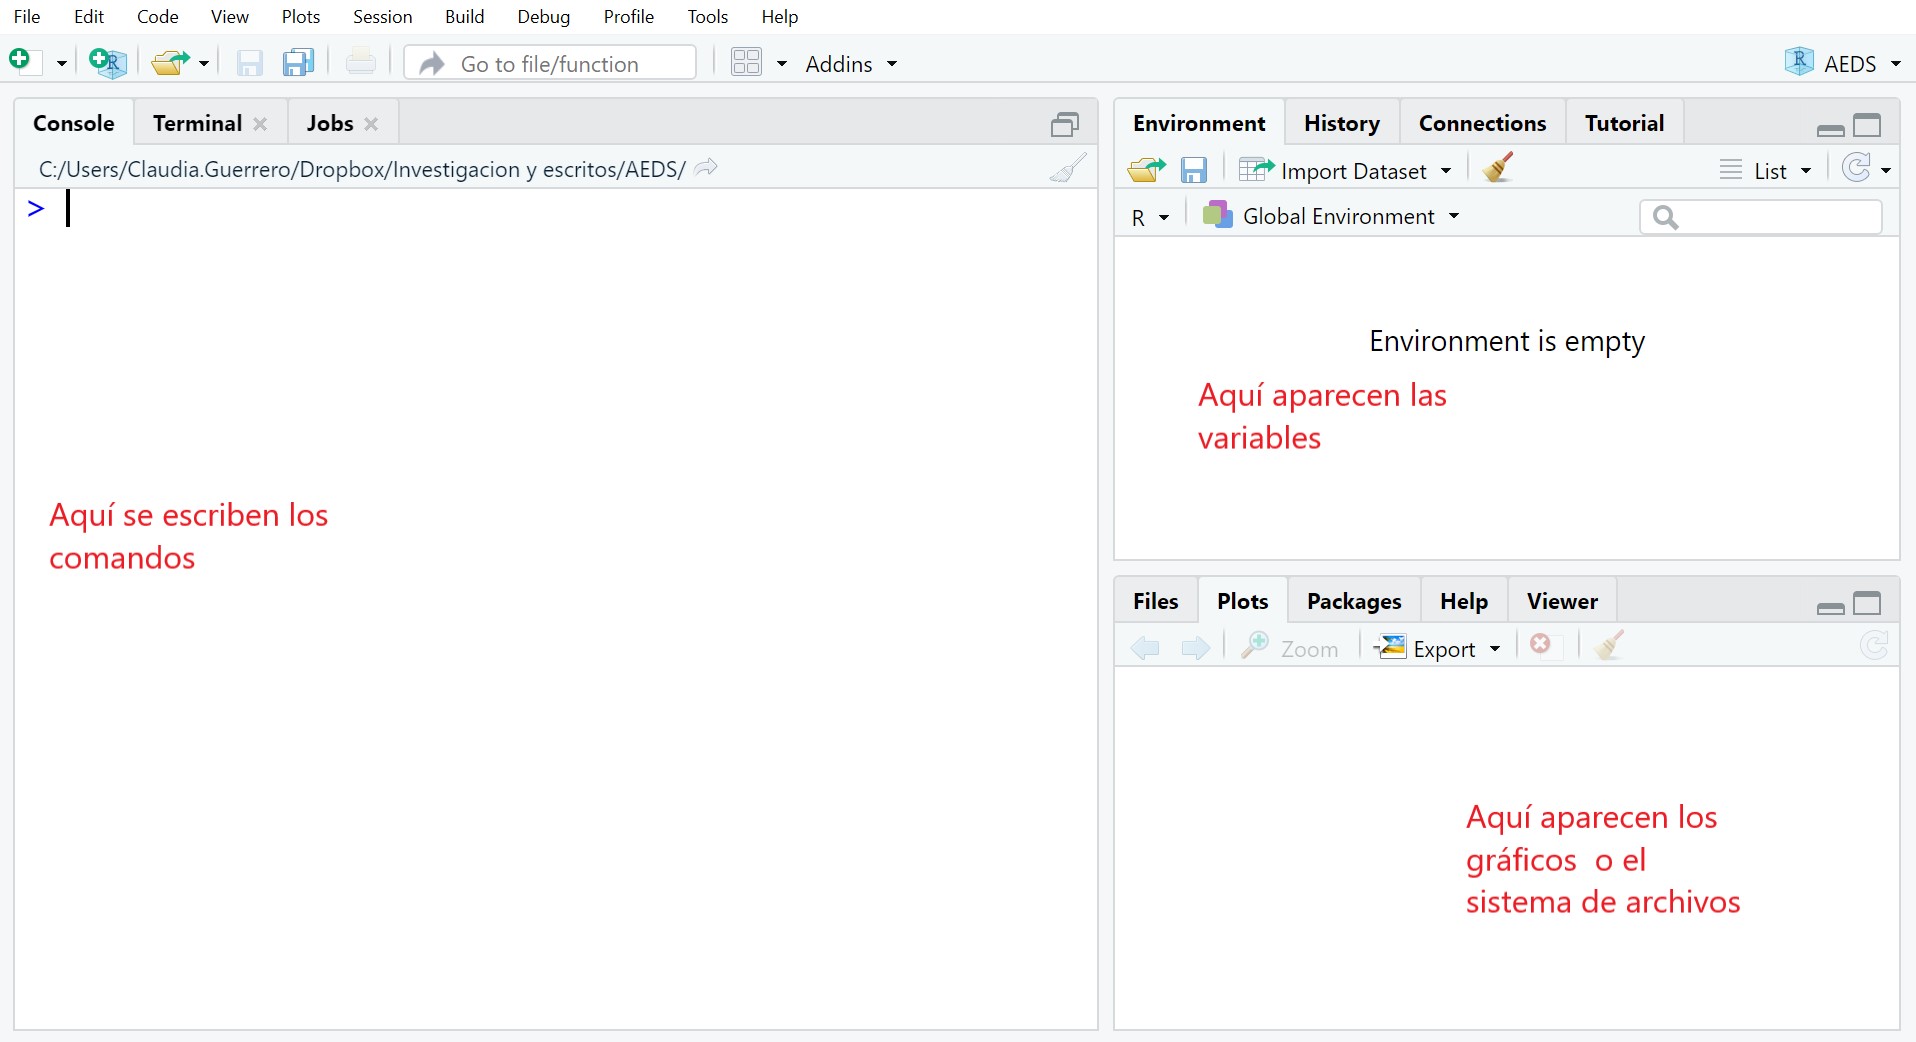 File Edit Code View Plots Session Build Debug Profile Tools Help
Go to file/function Addins AEDS
Console Terminal Jobs
C:/Users/Claudia.Guerrero/Dropbox/Investigacion y escritos/AEDS/
>
Aquí se escriben los
comandos
Environment History Connections Tutorial
Import Dataset List
R Global Environment
Environment is empty
Aquí aparecen las
variables
Files Plots Packages Help Viewer
Zoom Export
Aquí aparecen los
gráficos o el
sistema de archivos